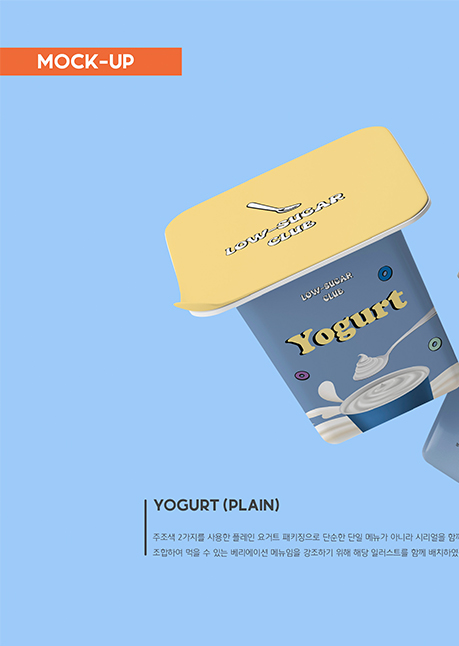 MOCK-UP
LOW-SUGAR
CLUE
LOW-SUGAR
CLUE
Yogurt
YOGURT (PLAIN)
주조색 2가지를 사용한 플레인 요거트 패키징으로 단순한 단일 메뉴가 아니라 시리얼을 함께
조합하여 먹을 수 있는 베리에이션 메뉴임을 강조하기 위해 해당 일러스트를 함께 배치하였